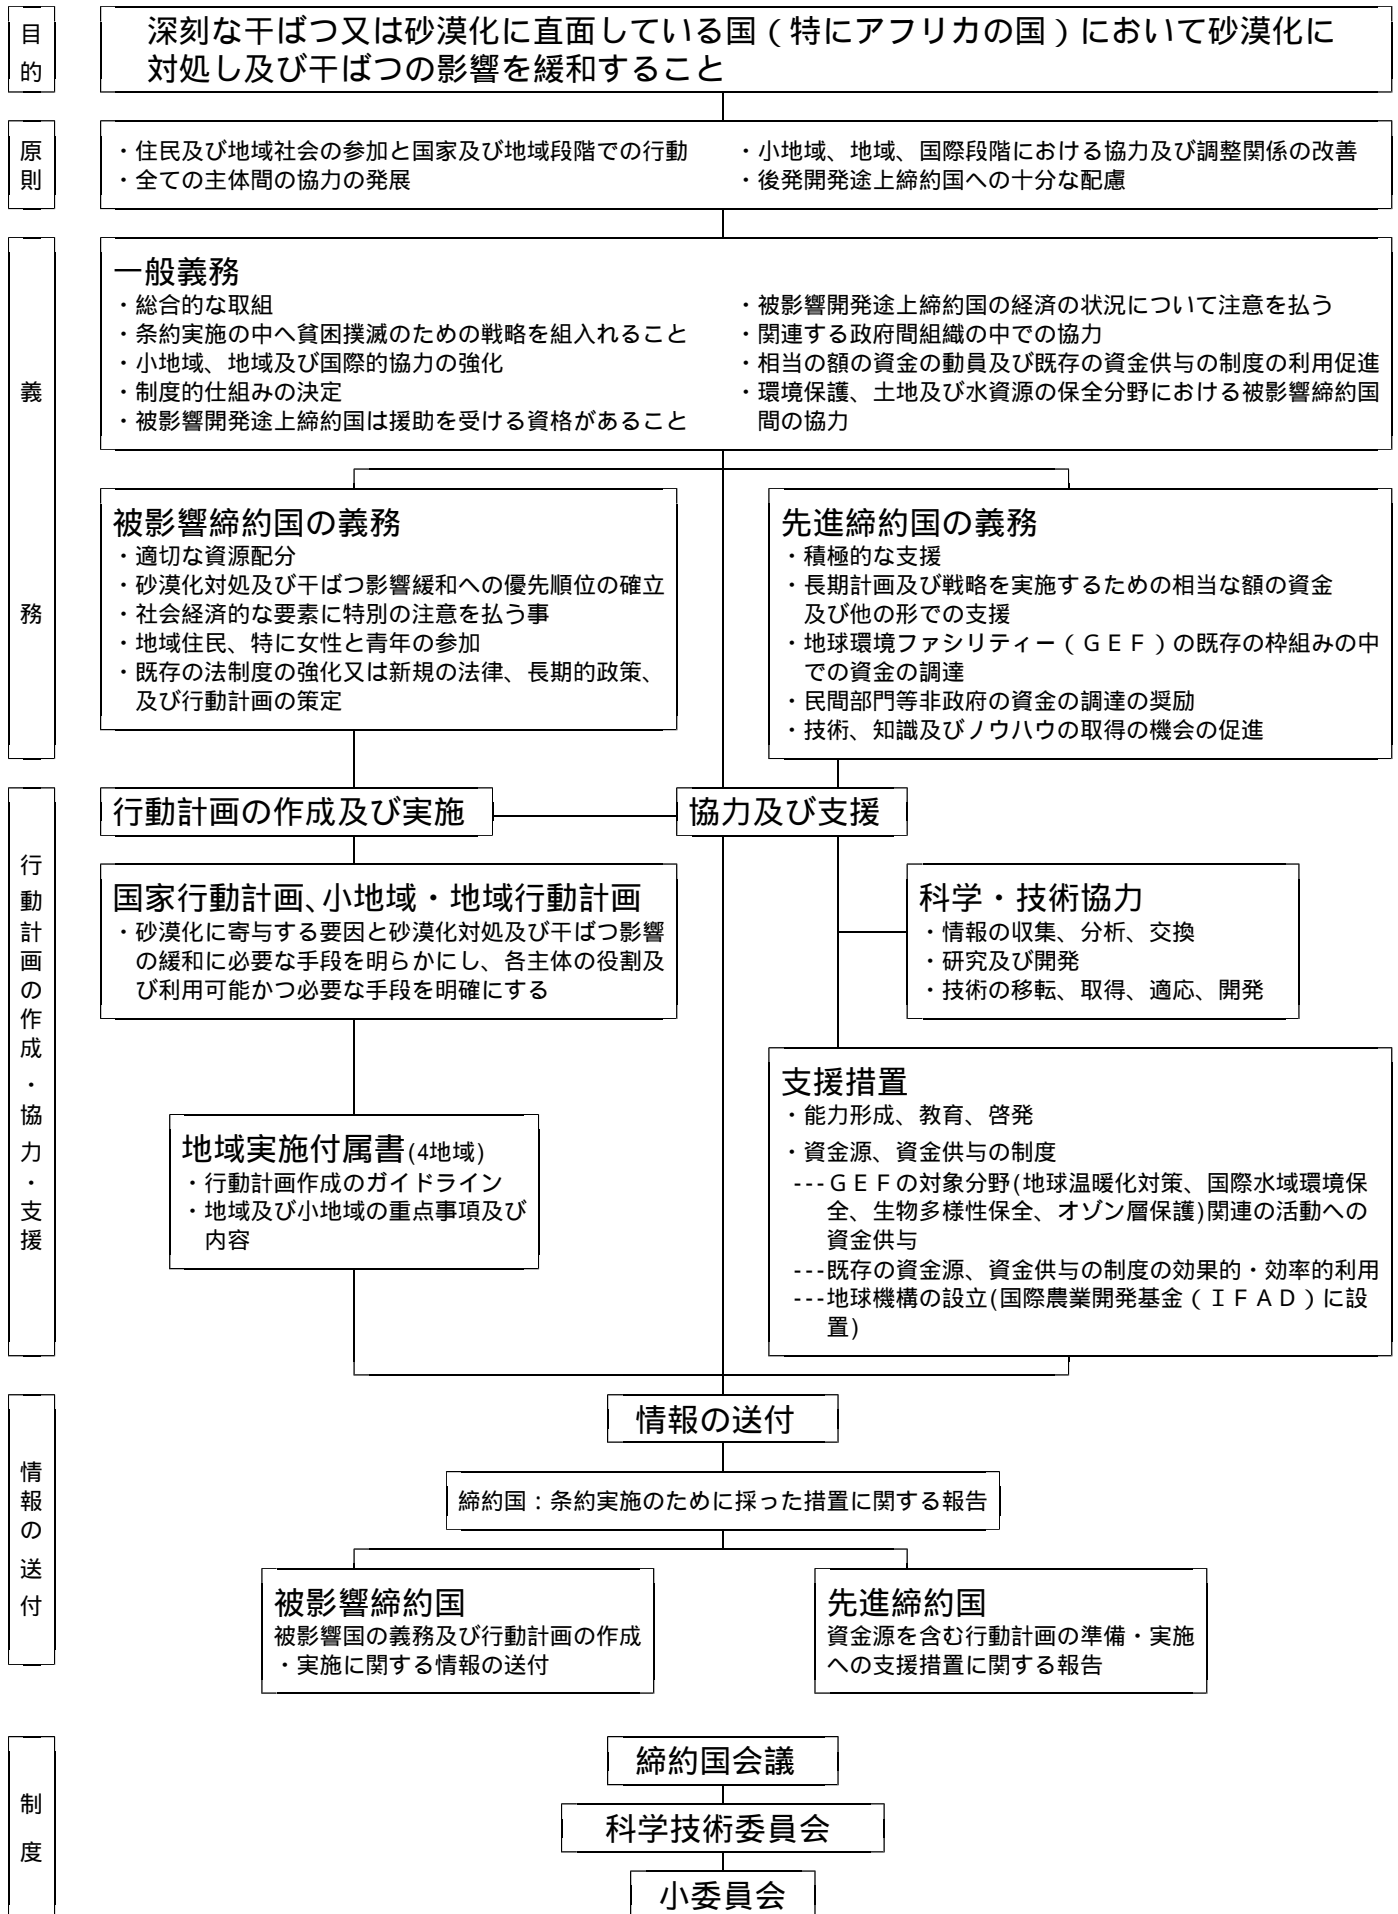 目的
深刻な干ばつ又は砂漠化に直面している国（特にアフリカの国）において砂漠化に
対処し及び干ばつの影響を緩和すること
原則
・住民及び地域社会の参加と国家及び地域段階での行動
・全ての主体間の協力の発展
・小地域、地域、国際段階における協力及び調整関係の改善
・後発開発途上締約国への十分な配慮
義務
一般義務
・総合的な取組
・条約実施の中へ貧困撲滅のための戦略を組入れること
・小地域、地域及び国際的協力の強化
・制度的仕組みの決定
・被影響開発途上締約国は援助を受ける資格があること
・被影響開発途上締約国の経済の状況について注意を払う
・関連する政府間組織の中での協力
・相当の額の資金の動員及び既存の資金供与の制度の利用促進
・環境保護、土地及び水資源の保全分野における被影響締約国
間の協力
被影響締約国の義務
・適切な資源配分
・砂漠化対処及び干ばつ影響緩和への優先順位の確立
・社会経済的な要素に特別の注意を払う事
・地域住民、特に女性と青年の参加
・既存の法制度の強化又は新規の法律、長期的政策、
及び行動計画の策定
先進締約国の義務
・積極的な支援
・長期計画及び戦略を実施するための相当な額の資金
及び他の形での支援
・地球環境ファシリティー（ＧＥＦ）の既存の枠組みの中
での資金の調達
・民間部門等非政府の資金の調達の奨励
・技術、知識及びノウハウの取得の機会の促進
行動計画の作成・協力・支援
行動計画の作成及び実施
協力及び支援
国家行動計画、小地域・地域行動計画
・砂漠化に寄与する要因と砂漠化対処及び干ばつ影響
の緩和に必要な手段を明らかにし、各主体の役割及
び利用可能かつ必要な手段を明確にする
科学・技術協力
・情報の収集、分析、交換
・研究及び開発
・技術の移転、取得、適応、開発
地域実施付属書(4地域)
・行動計画作成のガイドライン
・地域及び小地域の重点事項及び
内容
支援措置
・能力形成、教育、啓発
・資金源、資金供与の制度
---ＧＥＦの対象分野(地球温暖化対策、国際水域環境保
全、生物多様性保全、オゾン層保護)関連の活動への
資金供与
---既存の資金源、資金供与の制度の効果的・効率的利用
---地球機構の設立(国際農業開発基金（ＩＦＡＤ）に設
置)
情報の送付
情報の送付
締約国：条約実施のために採った措置に関する報告
被影響締約国
被影響国の義務及び行動計画の作成
・実施に関する情報の送付
先進締約国
資金源を含む行動計画の準備・実施
への支援措置に関する報告
制度
締約国会議
科学技術委員会
小委員会